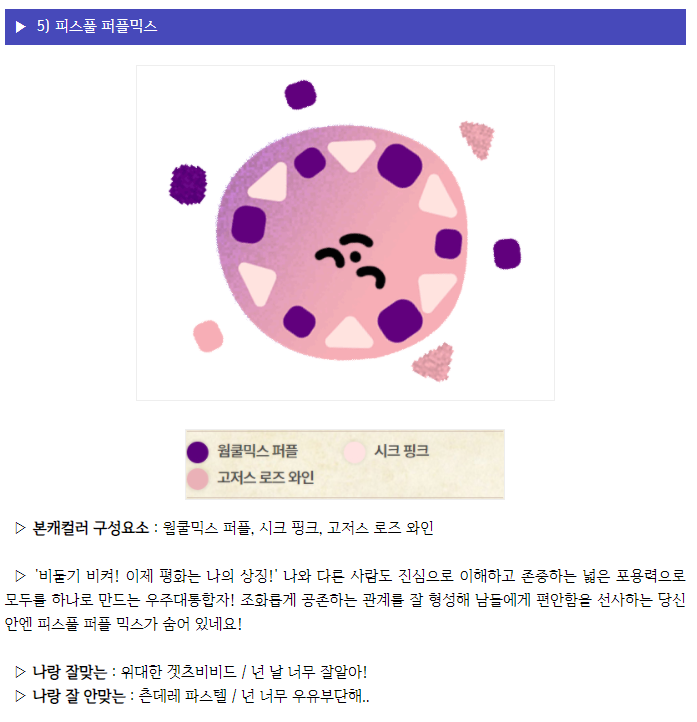 ▶ 5) 피스풀 퍼플믹스
웜쿨믹스 퍼플 시크 핑크
고저스 로즈 와인
▷ 본캐컬러 구성요소 : 웜쿨믹스 퍼플, 시크 핑크, 고저스 로즈 와인
▷ '비둘기 비켜! 이제 평화는 나의 상징!' 나와 다른 사람도 진심으로 이해하고 존중하는 넓은 포용력으로
모두를 하나로 만드는 우주대통합자! 조화롭게 공존하는 관계를 잘 형성해 남들에게 편안함을 선사하는 당신
안엔 피스풀 퍼플 믹스가 숨어 있네요!
▷ 나랑 잘맞는 : 위대한 겟츠비비드 / 넌 날 너무 잘알아!
▷ 나랑 잘 안맞는 : 츤데레 파스텔 / 넌 너무 우유부단해..